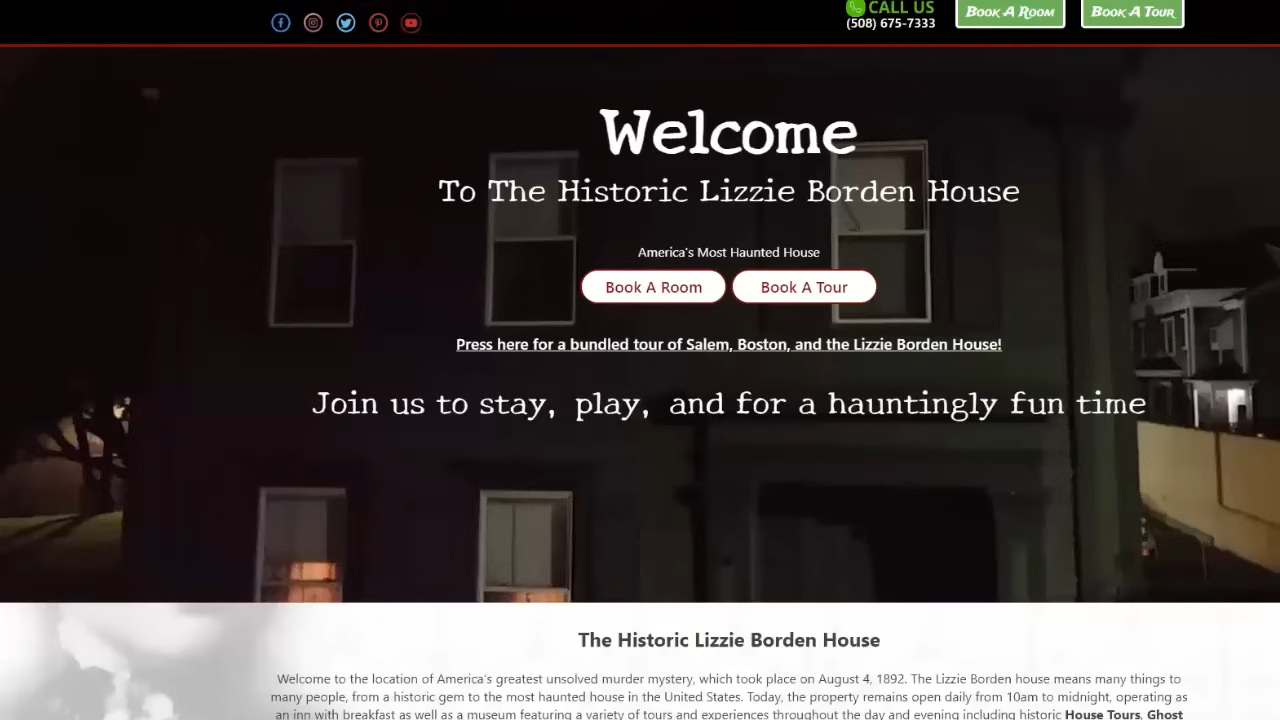 CALL US
(508) 675-7333
Book A Room
Book A Tour
Welcome
To The Historic Lizzie Borden House
America's Most Haunted House
Book A Room
Book A Tour
Press here for a bundled tour of Salem, Boston, and the Lizzie Borden House!
Join us to stay, play, and for a hauntingly fun time
The Historic Lizzie Borden House
Welcome to the location of America's greatest unsolved murder mystery, which took place on August 4, 1892. The Lizzie Borden house means many things to
many people, from a historic gem to the most haunted house in the United States. Today, the property remains open daily from 10am to midnight, operating as
an inn with breakfast as well as a museum featuring a variety of tours and experiences throughout the day and evening including historic House Tours, Ghost